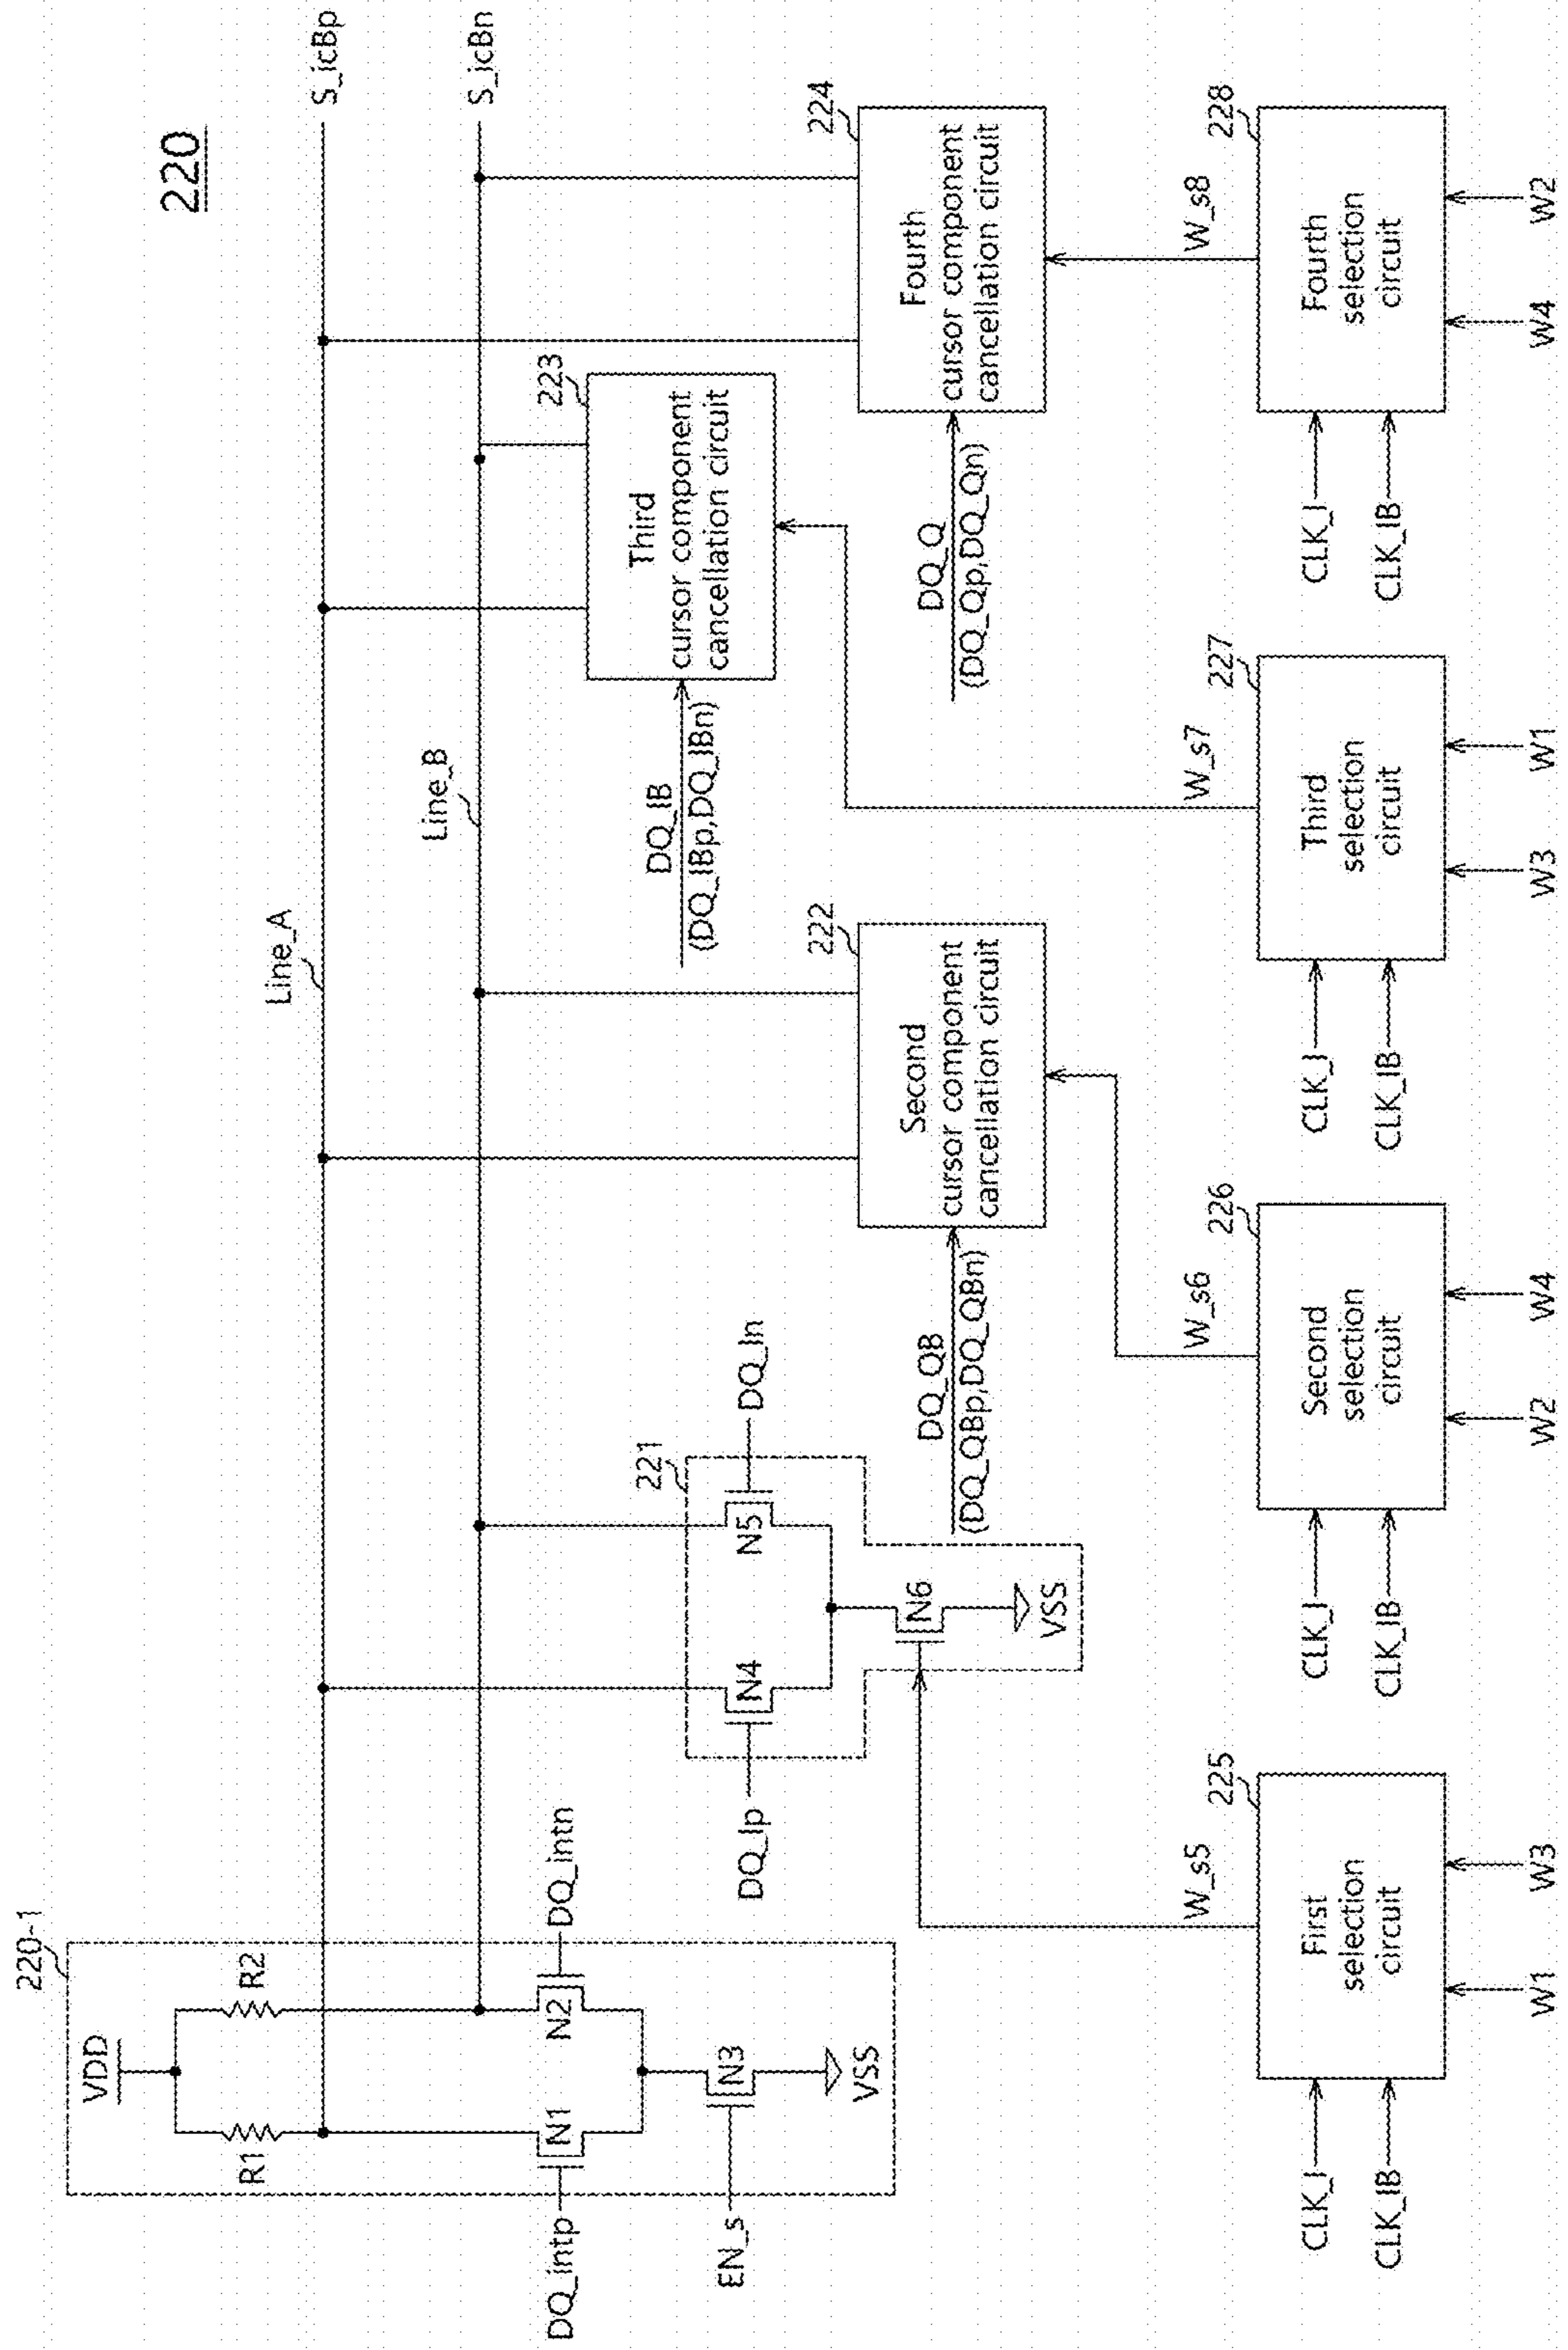 220
220-1
VDD
R1
R2
DQ_intp
N1
N2
DQ_intn
EN_s
N3
VSS
Line_A
Line_B
S_icBp
S_icBn
221
DQ_Ip
N4
N5
DQ_In
N6
VSS
222
Second
cursor component
cancellation circuit
DQ_QB
(DQ_QBp,DQ_QBn)
223
Third
cursor component
cancellation circuit
DQ_IB
(DQ_IBp,DQ_IBn)
224
Fourth
cursor component
cancellation circuit
DQ_Q
(DQ_Qp,DQ_Qn)
W_s5
225
First
selection
circuit
CLK_I
CLK_IB
W1
W3
W_s6
226
Second
selection
circuit
CLK_I
CLK_IB
W2
W4
W_s7
227
Third
selection
circuit
CLK_I
CLK_IB
W3
W1
W_s8
228
Fourth
selection
circuit
CLK_I
CLK_IB
W4
W2